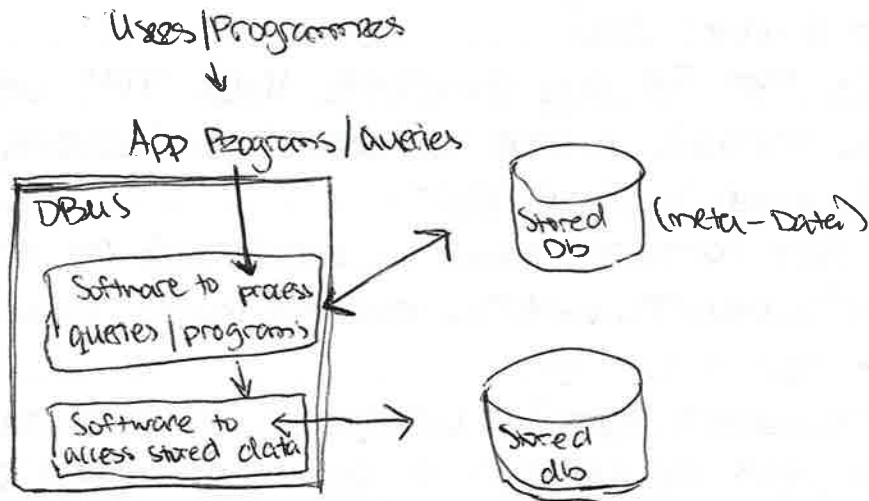 Users/Programmers
App Programs/Queries
DBMS
Software to process
queries/programs
Software to
access stored data
Stored
Db
(meta-Data)
Stored
db